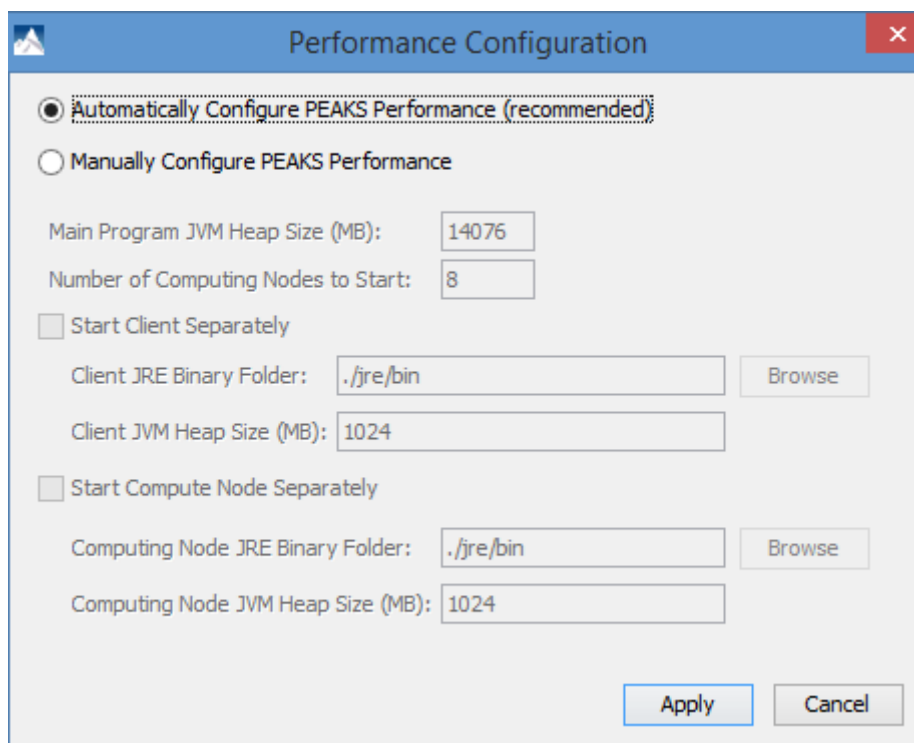 Performance Configuration
Automatically Configure PEAKS Performance (recommended)
Manually Configure PEAKS Performance
Main Program JVM Heap Size (MB): 14076
Number of Computing Nodes to Start: 8
Start Client Separately
Client JRE Binary Folder: ./jre/bin Browse
Client JVM Heap Size (MB): 1024
Start Compute Node Separately
Computing Node JRE Binary Folder: ./jre/bin Browse
Computing Node JVM Heap Size (MB): 1024
Apply Cancel